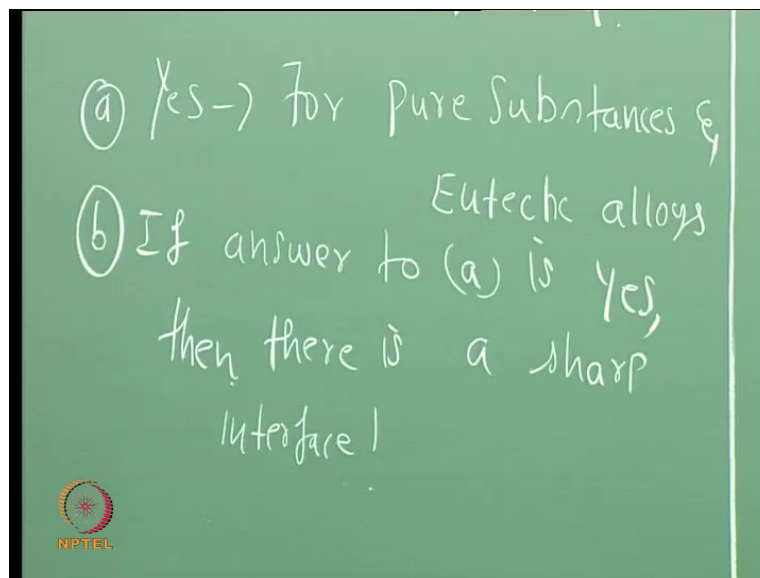 (a) Yes → For pure substances &
Eutectic alloys
(b) If answer to (a) is yes,
then there is a sharp
interface!
NPTEL